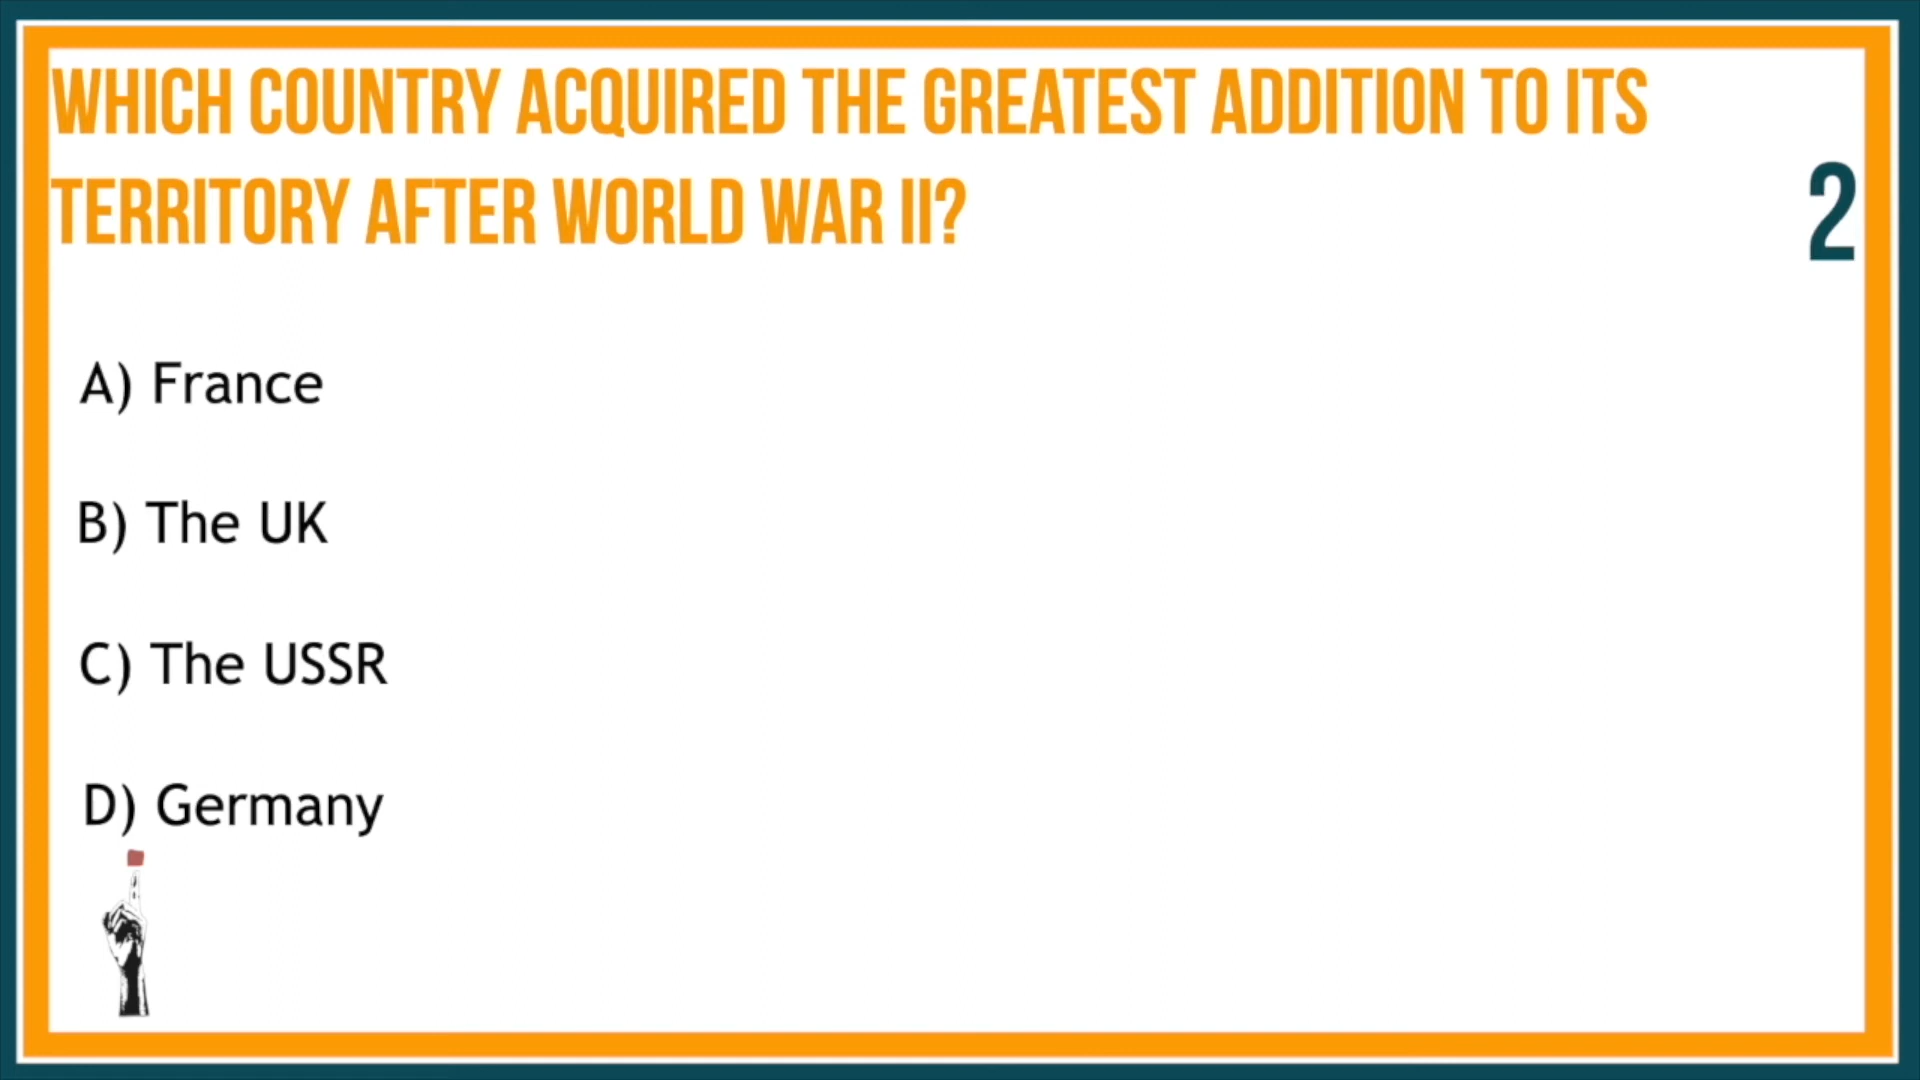 WHICH COUNTRY ACQUIRED THE GREATEST ADDITION TO ITS
TERRITORY AFTER WORLD WAR II?
2
A) France
B) The UK
C) The USSR
D) Germany